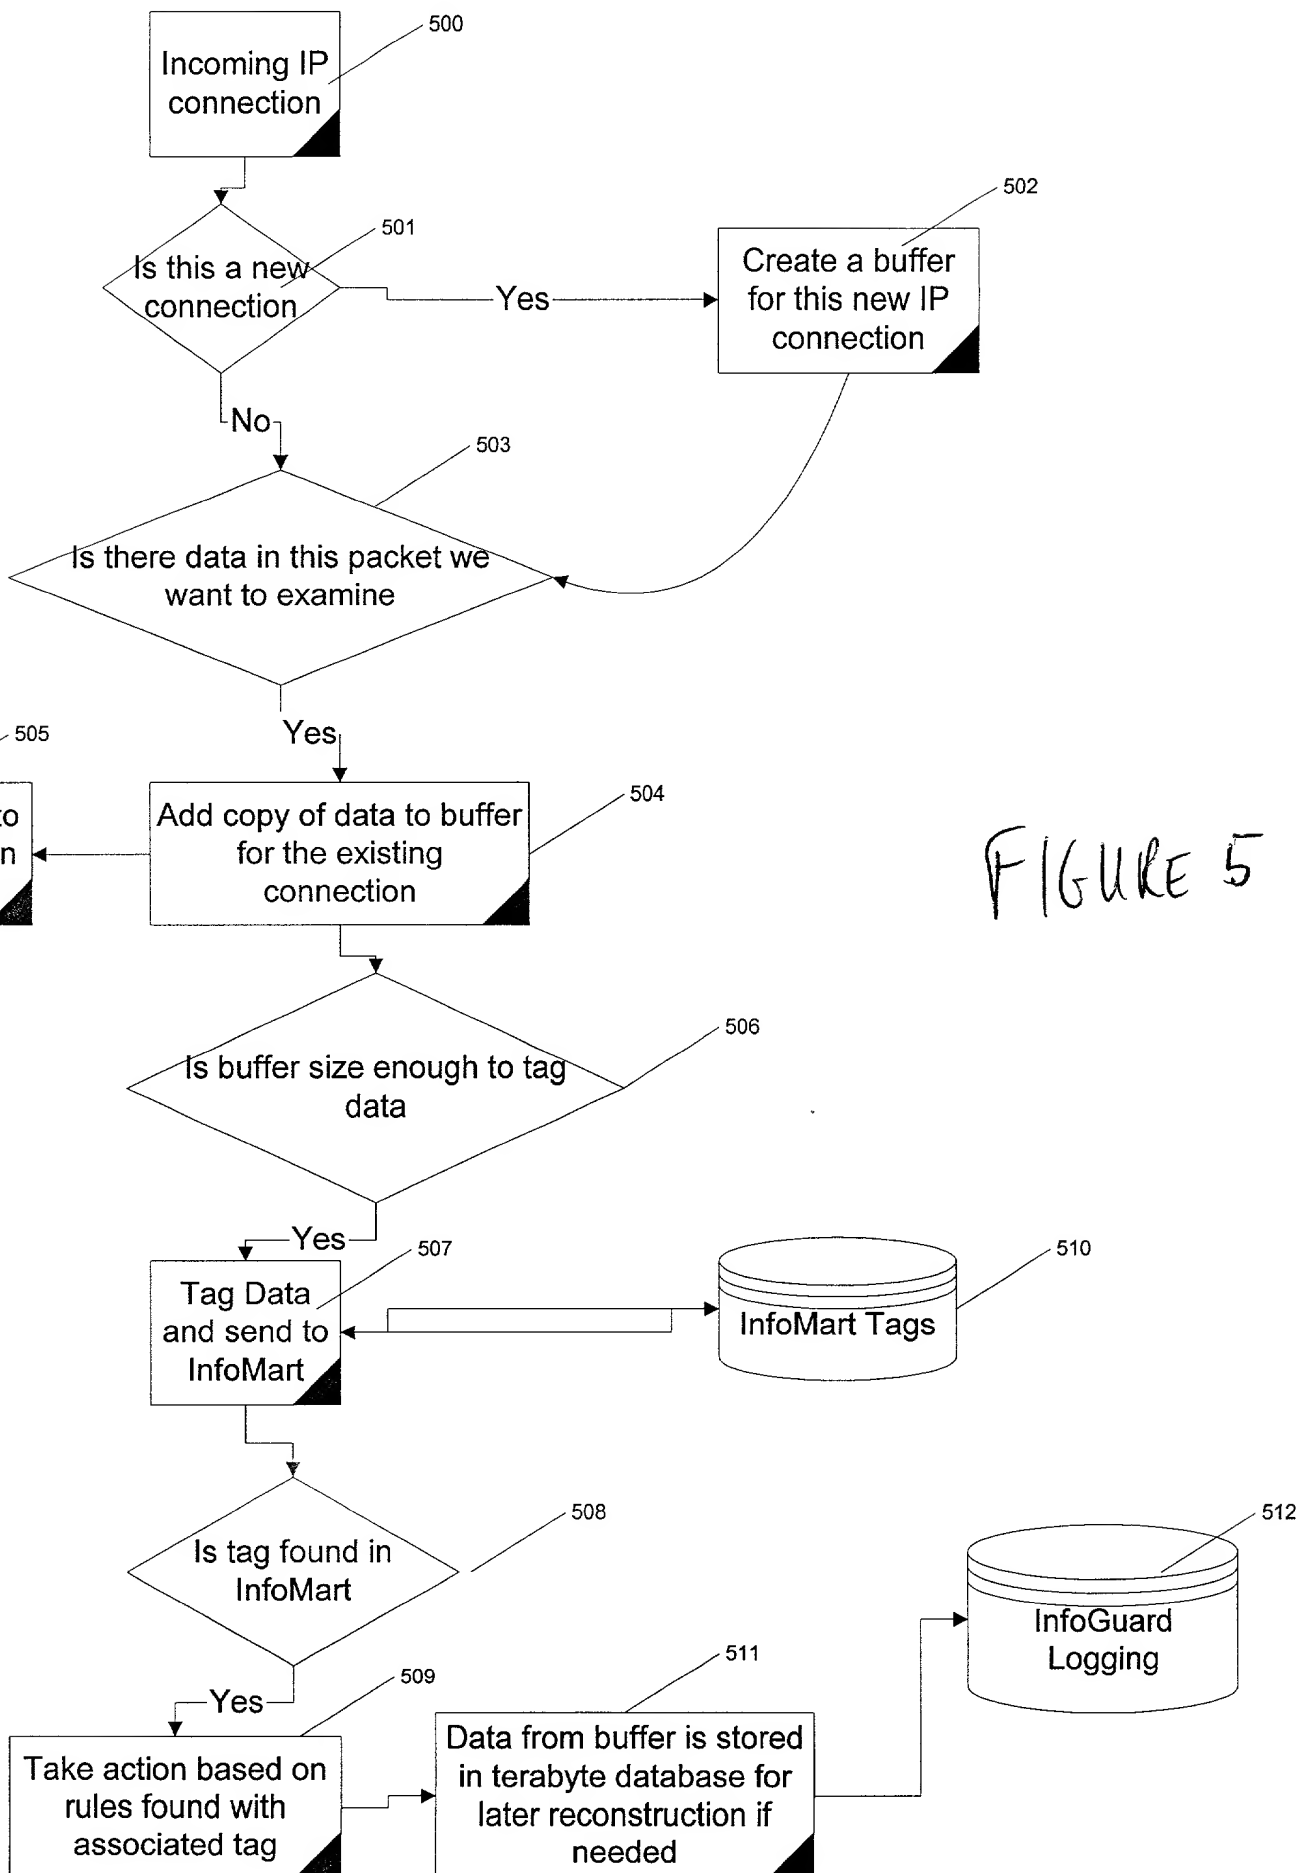 500
Incoming IP
connection
502
501
Is this a new
connection
Yes
Create a buffer
for this new IP
connection
No
503
Is there data in this packet we
want to examine
Yes
505
to
n
504
Add copy of data to buffer
for the existing
connection
FIGURE 5
506
Is buffer size enough to tag
data
Yes
507
Tag Data
and send to
InfoMart
510
InfoMart Tags
508
Is tag found in
InfoMart
512
InfoGuard
Logging
Yes
509
511
Take action based on
rules found with
associated tag
Data from buffer is stored
in terabyte database for
later reconstruction if
needed